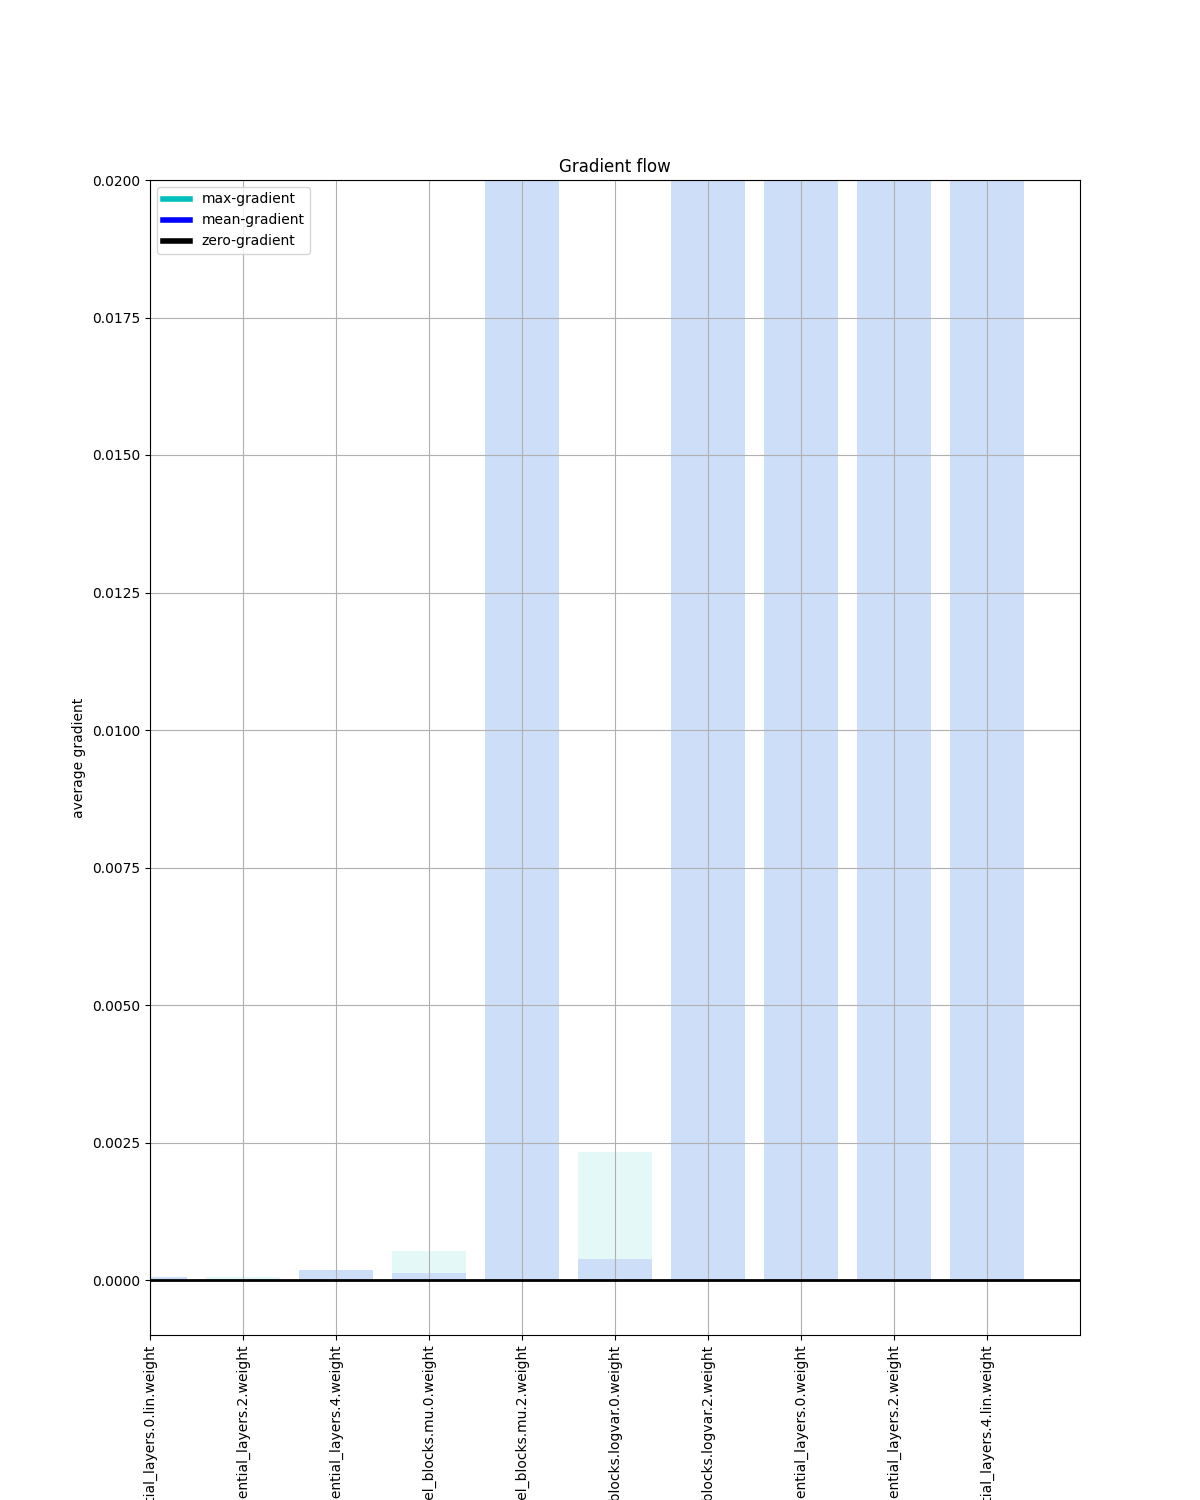 Gradient flow
max-gradient
mean-gradient
zero-gradient
average gradient
0.0200
0.0175
0.0150
0.0125
0.0100
0.0075
0.0050
0.0025
0.0000
tial_layers.0.lin.weight
ential_layers.2.weight
ential_layers.4.weight
el_blocks.mu.0.weight
el_blocks.mu.2.weight
blocks.logvar.0.weight
blocks.logvar.2.weight
ential_layers.0.weight
ential_layers.2.weight
tial_layers.4.lin.weight